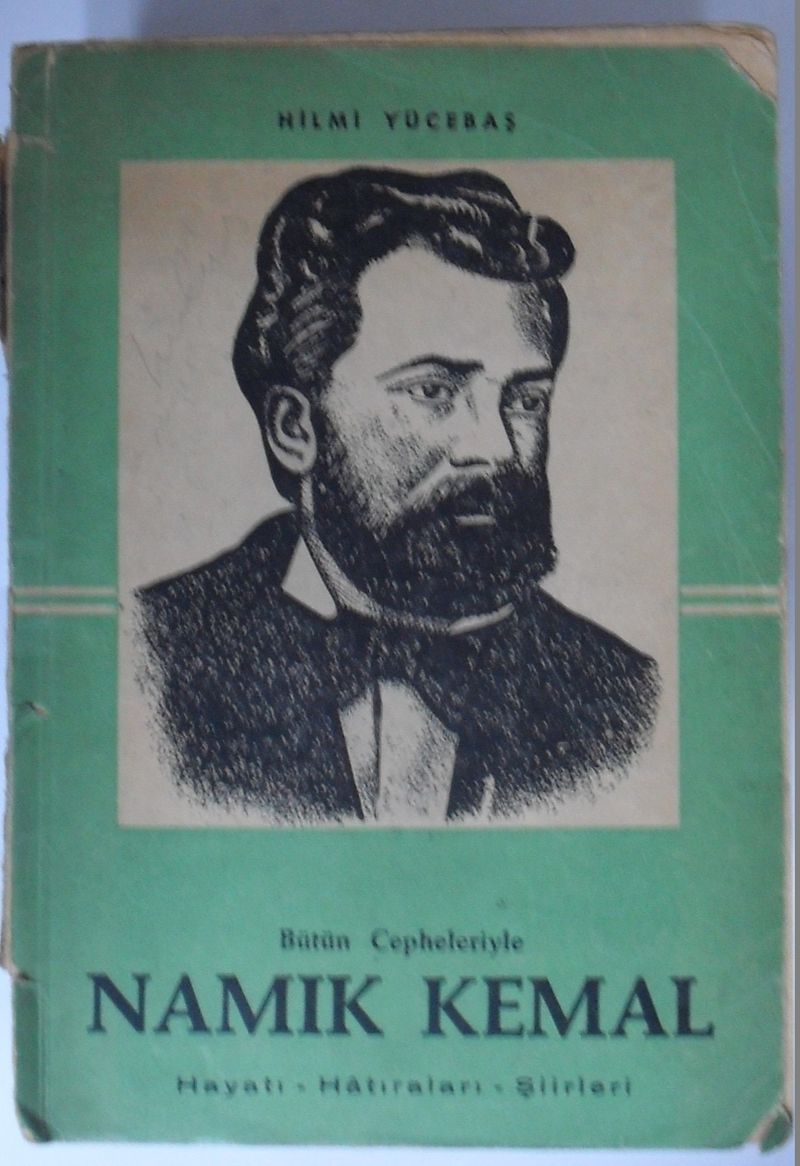 HİLMİ YÜCEBAŞ
Bütün Cepheleriyle
NAMIK KEMAL
Hayatı - Hâtıraları - Şiirleri